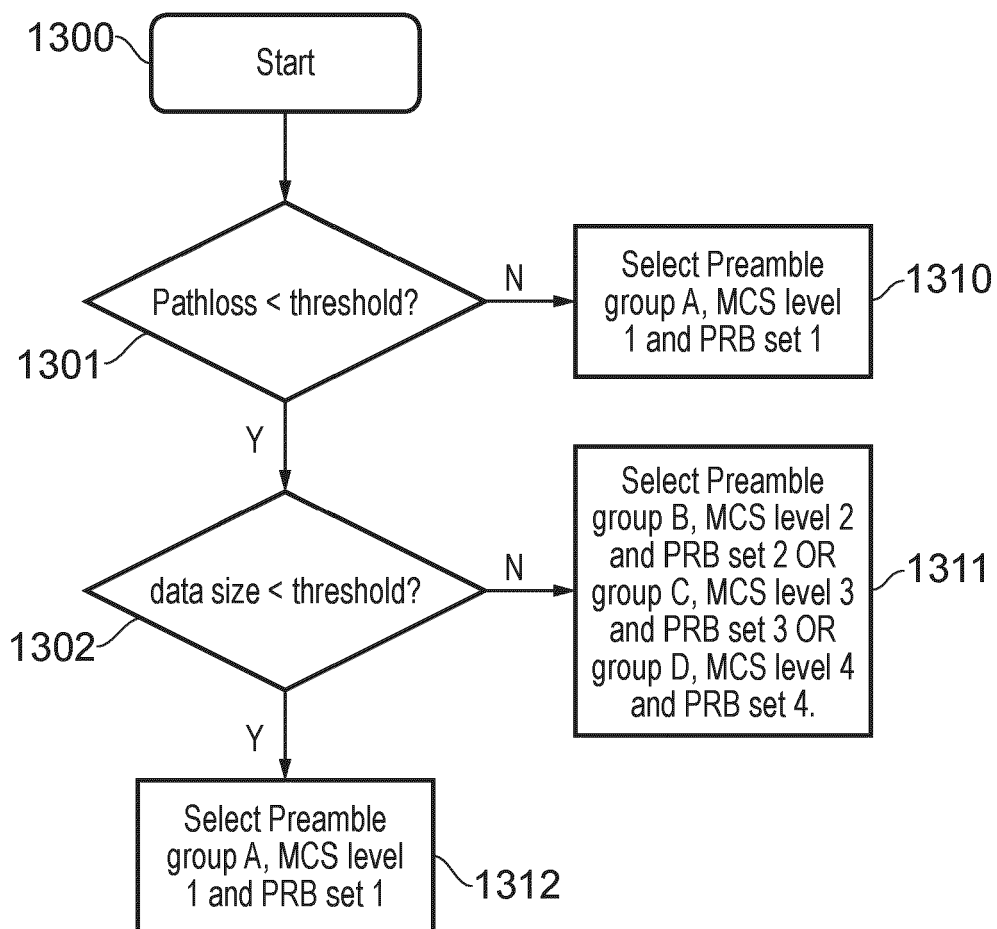 1300
Start
Pathloss < threshold?
N
1301
Select Preamble
group A, MCS level
1 and PRB set 1
1310
Y
data size < threshold?
N
1302
Select Preamble
group B, MCS level 2
and PRB set 2 OR
group C, MCS level 3
and PRB set 3 OR
group D, MCS level 4
and PRB set 4.
1311
Y
Select Preamble
group A, MCS level
1 and PRB set 1
1312